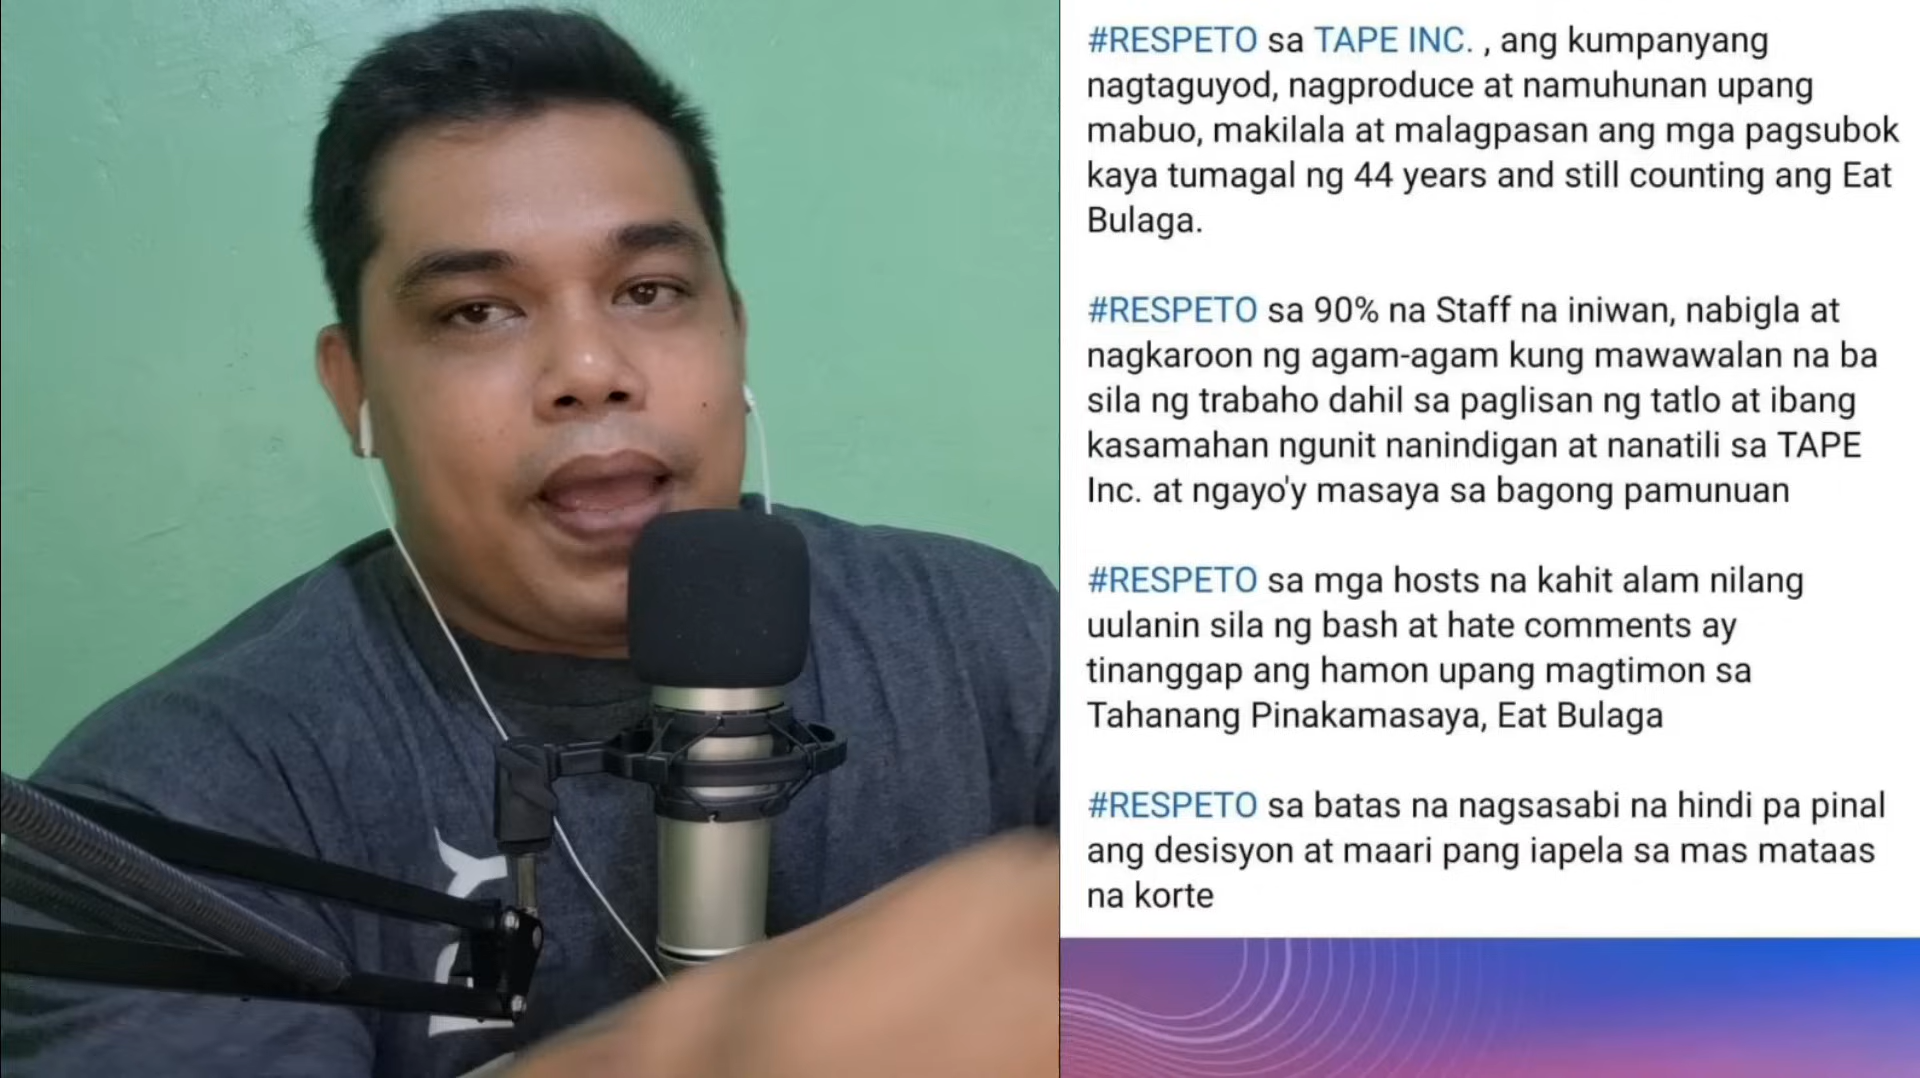 #RESPETO sa TAPE INC. , ang kumpanyang
nagtaguyod, nagproduce at namuhunan upang
mabuo, makilala at malagpasan ang mga pagsubok
kaya tumagal ng 44 years and still counting ang Eat
Bulaga.
#RESPETO sa 90% na Staff na iniwan, nabigla at
nagkaroon ng agam-agam kung mawawalan na ba
sila ng trabaho dahil sa paglisan ng tatlo at ibang
kasamahan ngunit nanindigan at nanatili sa TAPE
Inc. at ngayo'y masaya sa bagong pamunuan
#RESPETO sa mga hosts na kahit alam nilang
uulanin sila ng bash at hate comments ay
tinanggap ang hamon upang magtimon sa
Tahanang Pinakamasaya, Eat Bulaga
#RESPETO sa batas na nagsasabi na hindi pa pinal
ang desisyon at maari pang iapela sa mas mataas
na korte